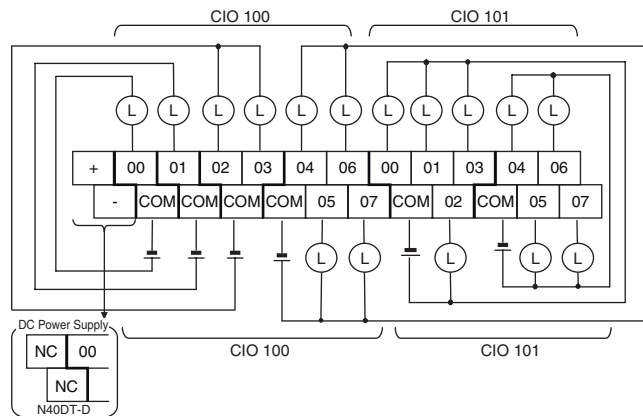 CIO 100 CIO 101
L L L L L L L L L L L
+ 00 01 02 03 04 06 00 01 03 04 06
- COM COM COM COM 05 07 COM 02 COM 05 07
L L L L L
DC Power Supply
CIO 100 CIO 101
NC 00
NC
N40DT-D